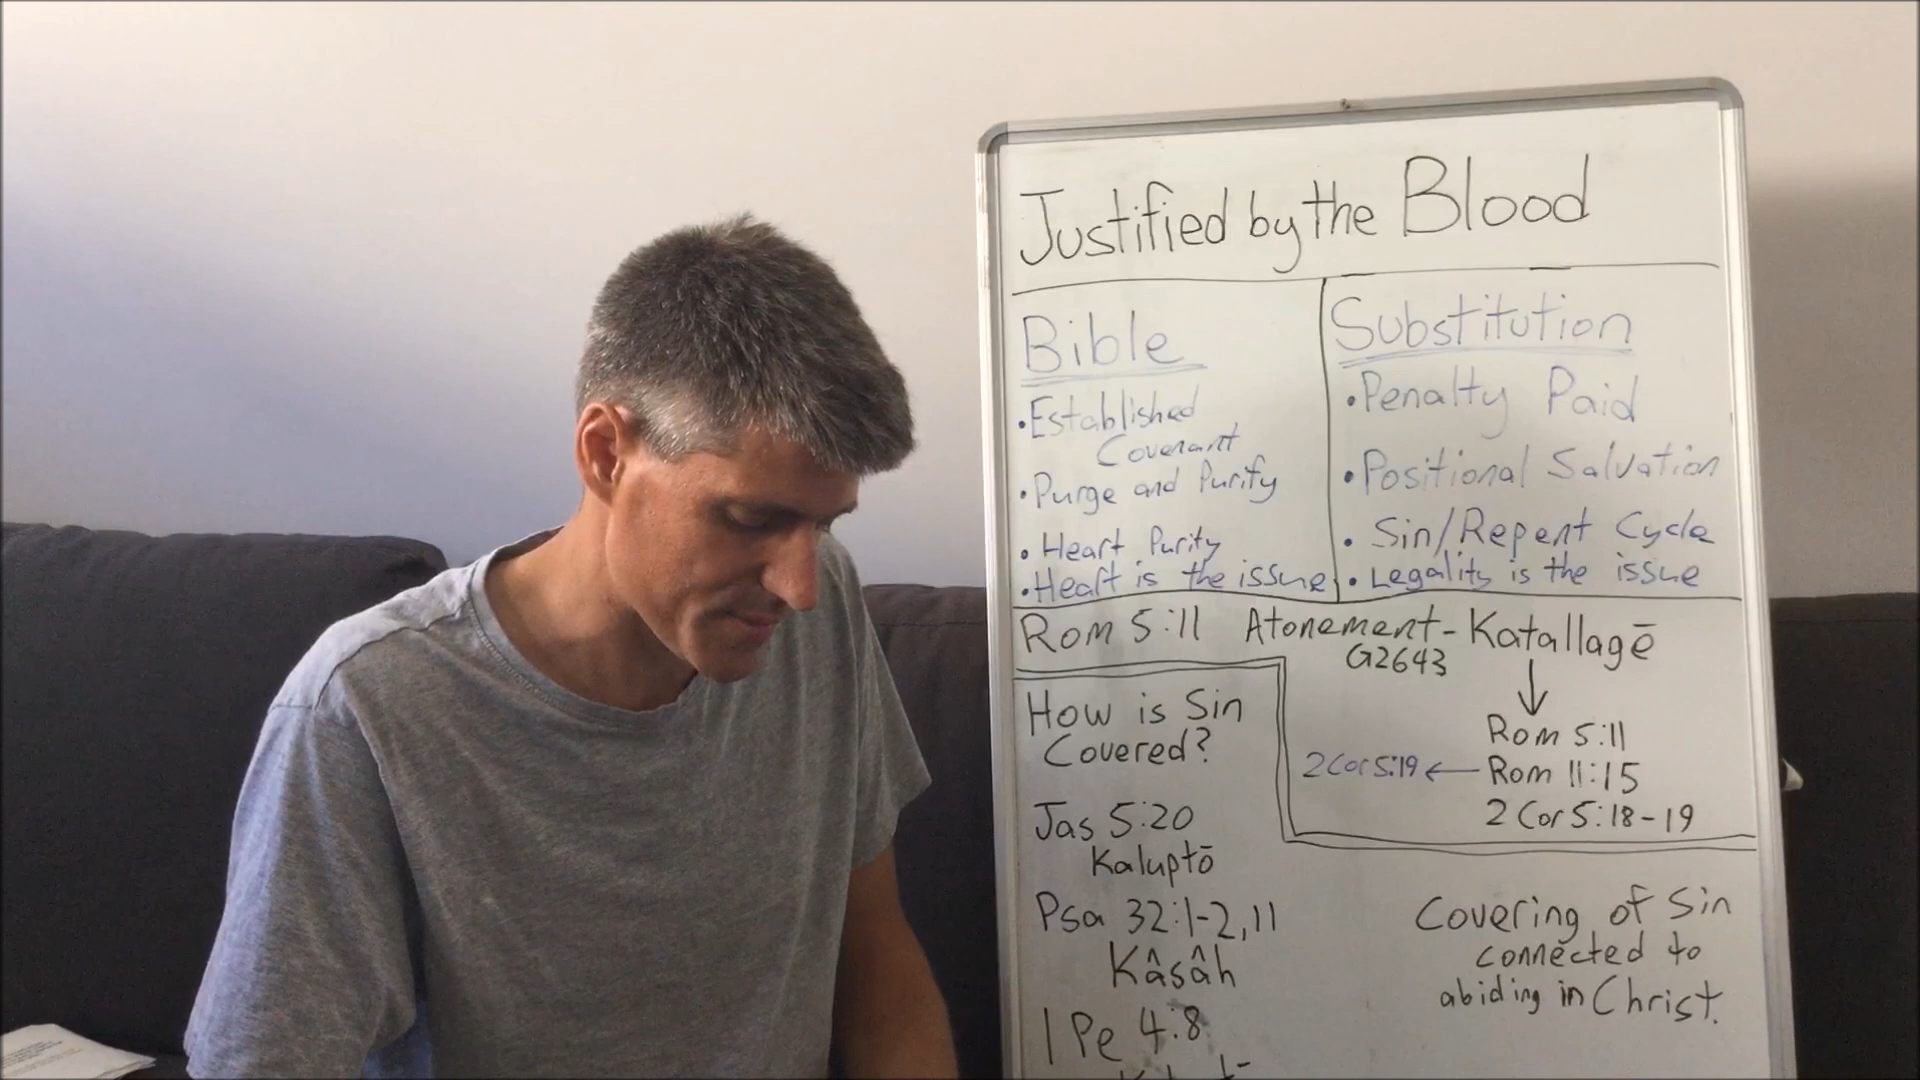 Justified by the Blood
Bible
• Established
Covenant
• Purge and Purify
• Heart Purity
• Heart is the issue
Substitution
• Penalty Paid
• Positional Salvation
• Sin/Repent Cycle
• Legality is the issue
Rom 5:11 Atonement - Katallagē
G2643
↓
Rom 5:11
2 Cor 5:19 ← Rom 11:15
2 Cor 5:18-19
How is Sin
Covered?
Jas 5:20
Kaluptō
Psa 32:1-2,11
Kâsâh
1 Pe 4:8
Covering of Sin
connected to
abiding in Christ.